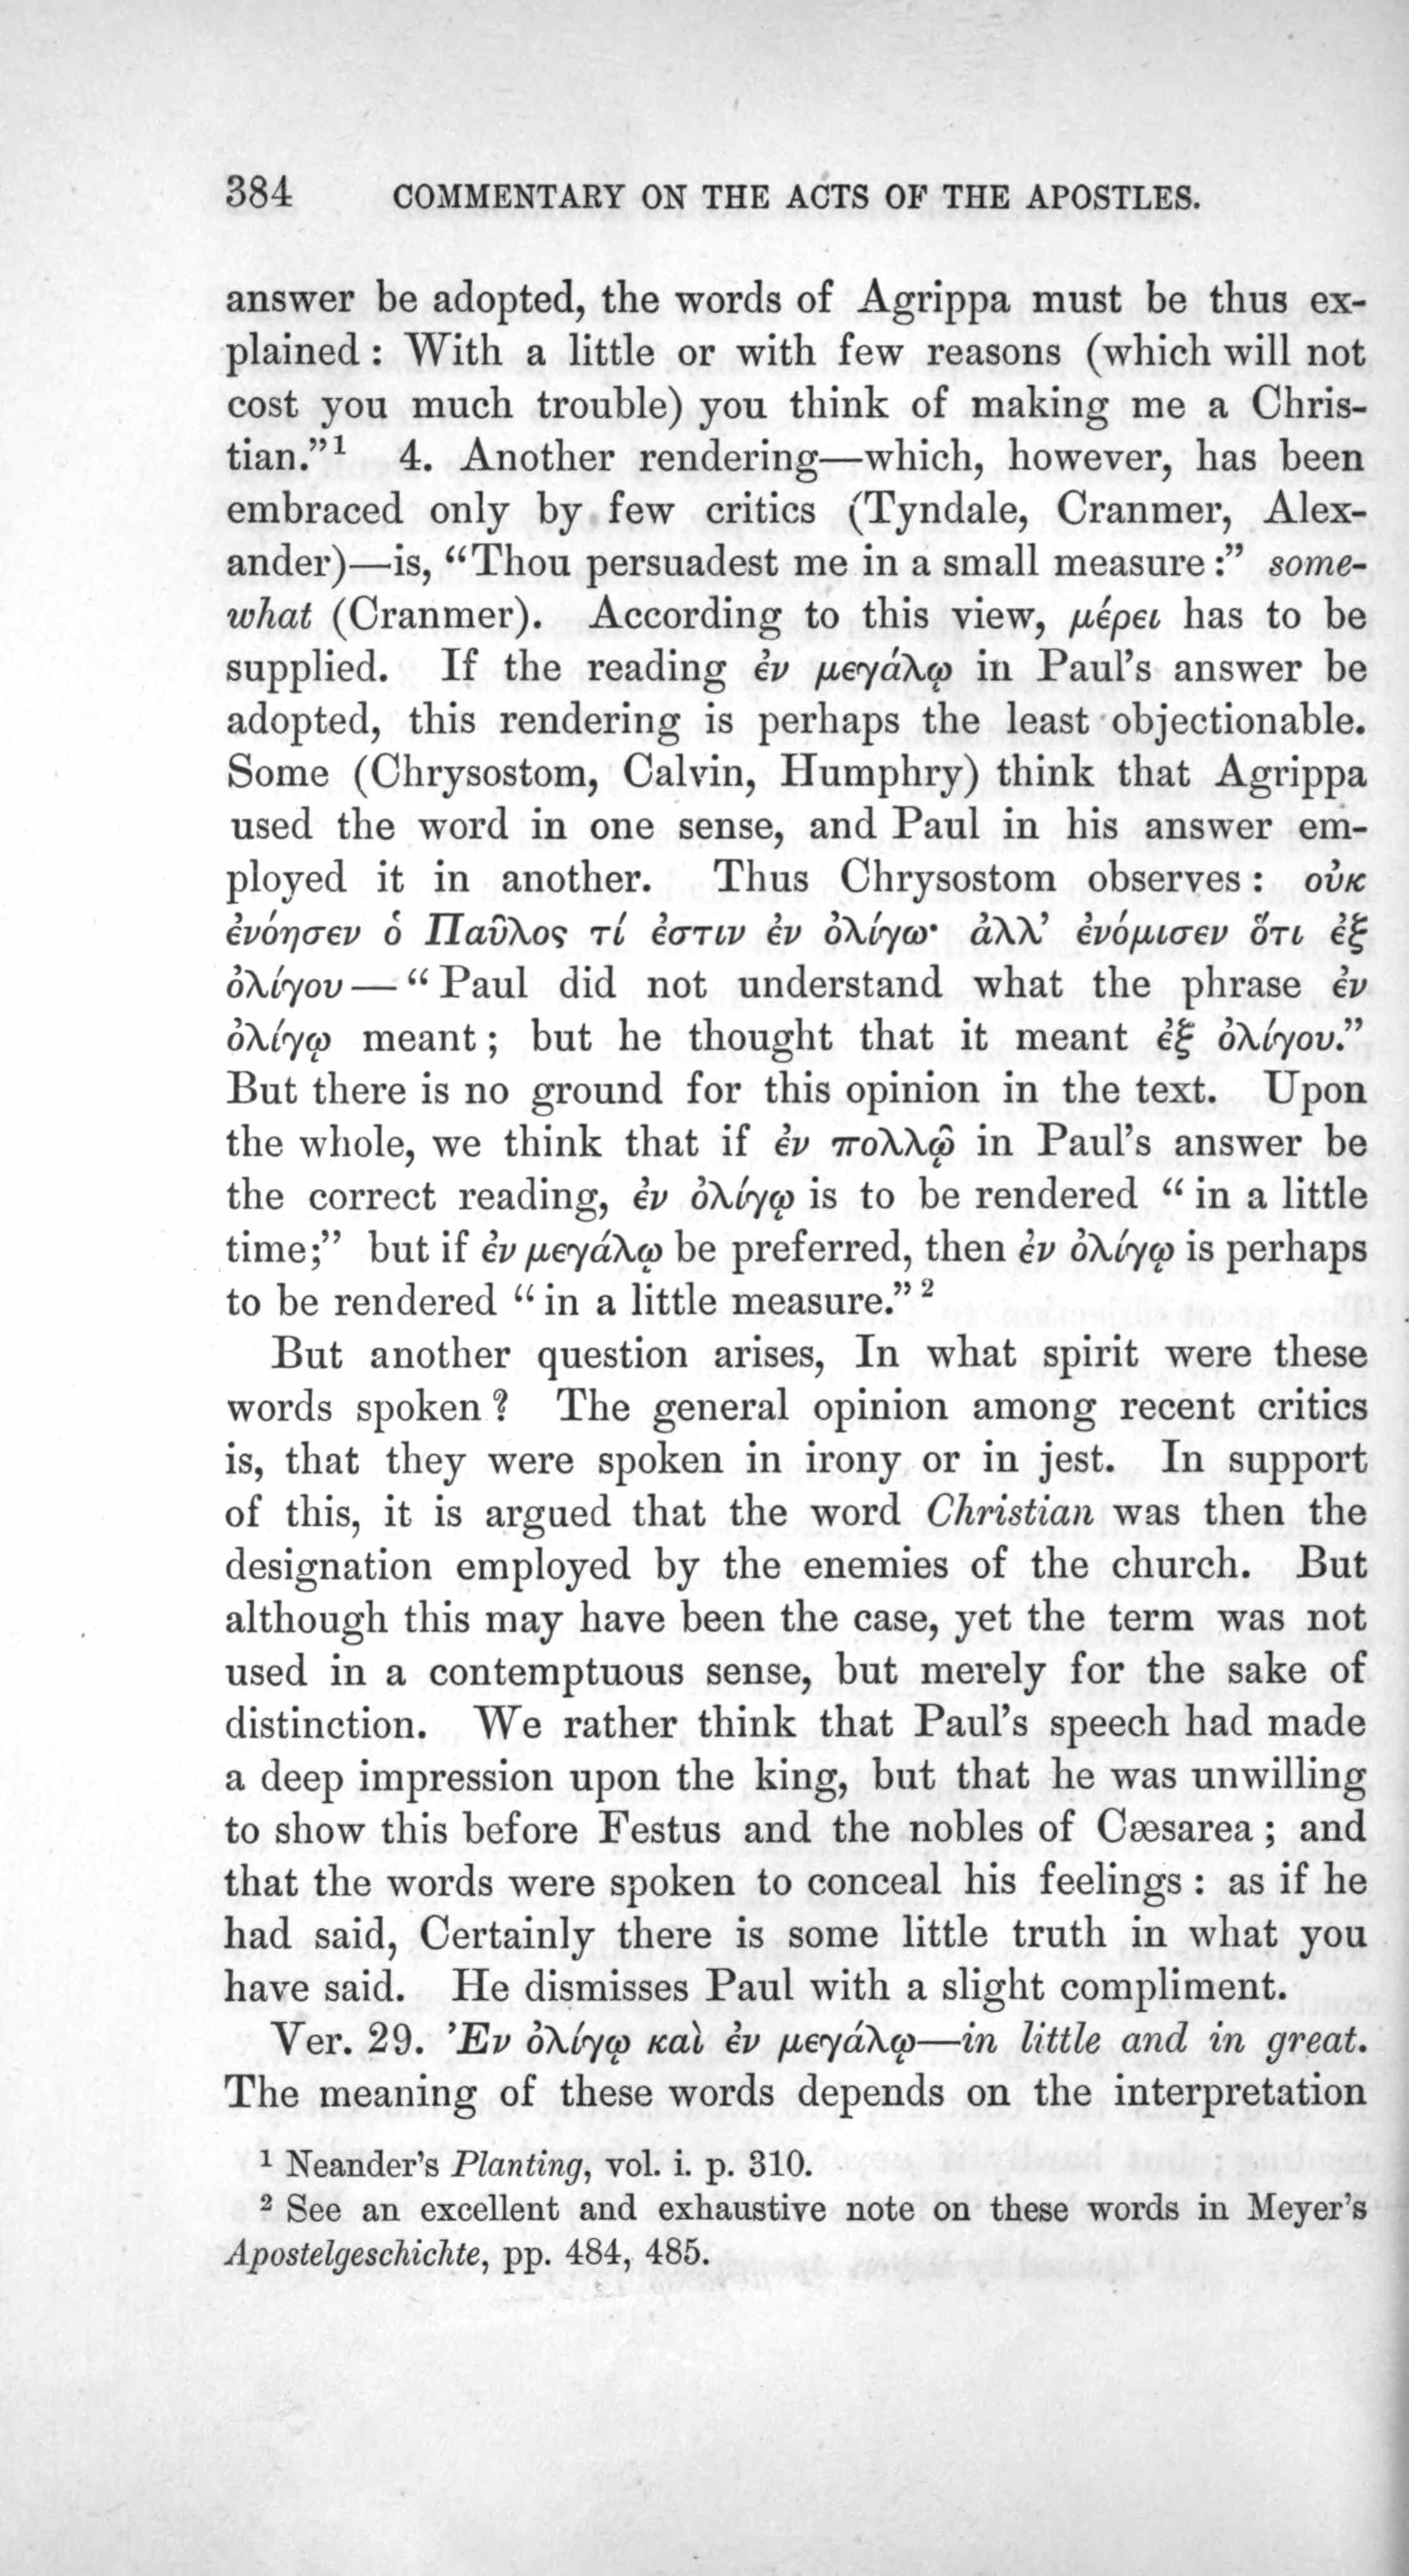 384 COMMENTARY ON THE ACTS OF THE APOSTLES.
answer be adopted, the words of Agrippa must be thus ex-
plained : With a little or with few reasons (which will not
cost you much trouble) you think of making me a Chris-
tian.”¹ 4. Another rendering—which, however, has been
embraced only by few critics (Tyndale, Cranmer, Alex-
ander)—is, “Thou persuadest me in a small measure :” some-
what (Cranmer). According to this view, μέρει has to be
supplied. If the reading ἐν μεγάλῳ in Paul’s answer be
adopted, this rendering is perhaps the least objectionable.
Some (Chrysostom, Calvin, Humphry) think that Agrippa
used the word in one sense, and Paul in his answer em-
ployed it in another. Thus Chrysostom observes : οὐκ
ἐνόησεν ὁ Παῦλος τί ἐστιν ἐν ὀλίγω· ἀλλ’ ἐνόμισεν ὅτι ἐξ
ὀλίγου — “ Paul did not understand what the phrase ἐν
ὀλίγῳ meant ; but he thought that it meant ἐξ ὀλίγου.”
But there is no ground for this opinion in the text. Upon
the whole, we think that if ἐν πολλῷ in Paul’s answer be
the correct reading, ἐν ὀλίγῳ is to be rendered “ in a little
time;” but if ἐν μεγάλῳ be preferred, then ἐν ὀλίγῳ is perhaps
to be rendered “ in a little measure.” ²
But another question arises, In what spirit were these
words spoken ? The general opinion among recent critics
is, that they were spoken in irony or in jest. In support
of this, it is argued that the word Christian was then the
designation employed by the enemies of the church. But
although this may have been the case, yet the term was not
used in a contemptuous sense, but merely for the sake of
distinction. We rather think that Paul’s speech had made
a deep impression upon the king, but that he was unwilling
to show this before Festus and the nobles of Cæsarea ; and
that the words were spoken to conceal his feelings : as if he
had said, Certainly there is some little truth in what you
have said. He dismisses Paul with a slight compliment.
Ver. 29. Ἐν ὀλίγῳ καὶ ἐν μεγάλῳ—in little and in great.
The meaning of these words depends on the interpretation
¹ Neander’s Planting, vol. i. p. 310.
² See an excellent and exhaustive note on these words in Meyer’s
Apostelgeschichte, pp. 484, 485.